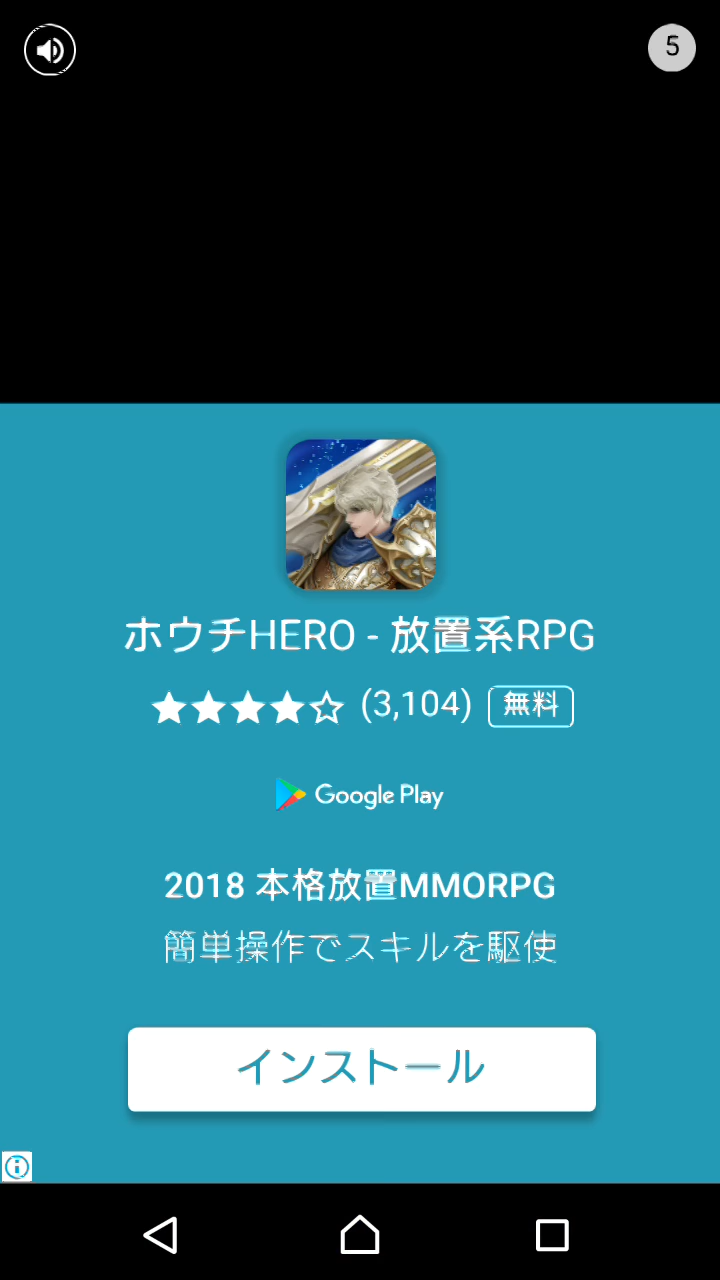 5
ホウチHERO - 放置系RPG
(3,104) 無料
Google Play
2018 本格放置MMORPG
簡単操作でスキルを駆使
インストール